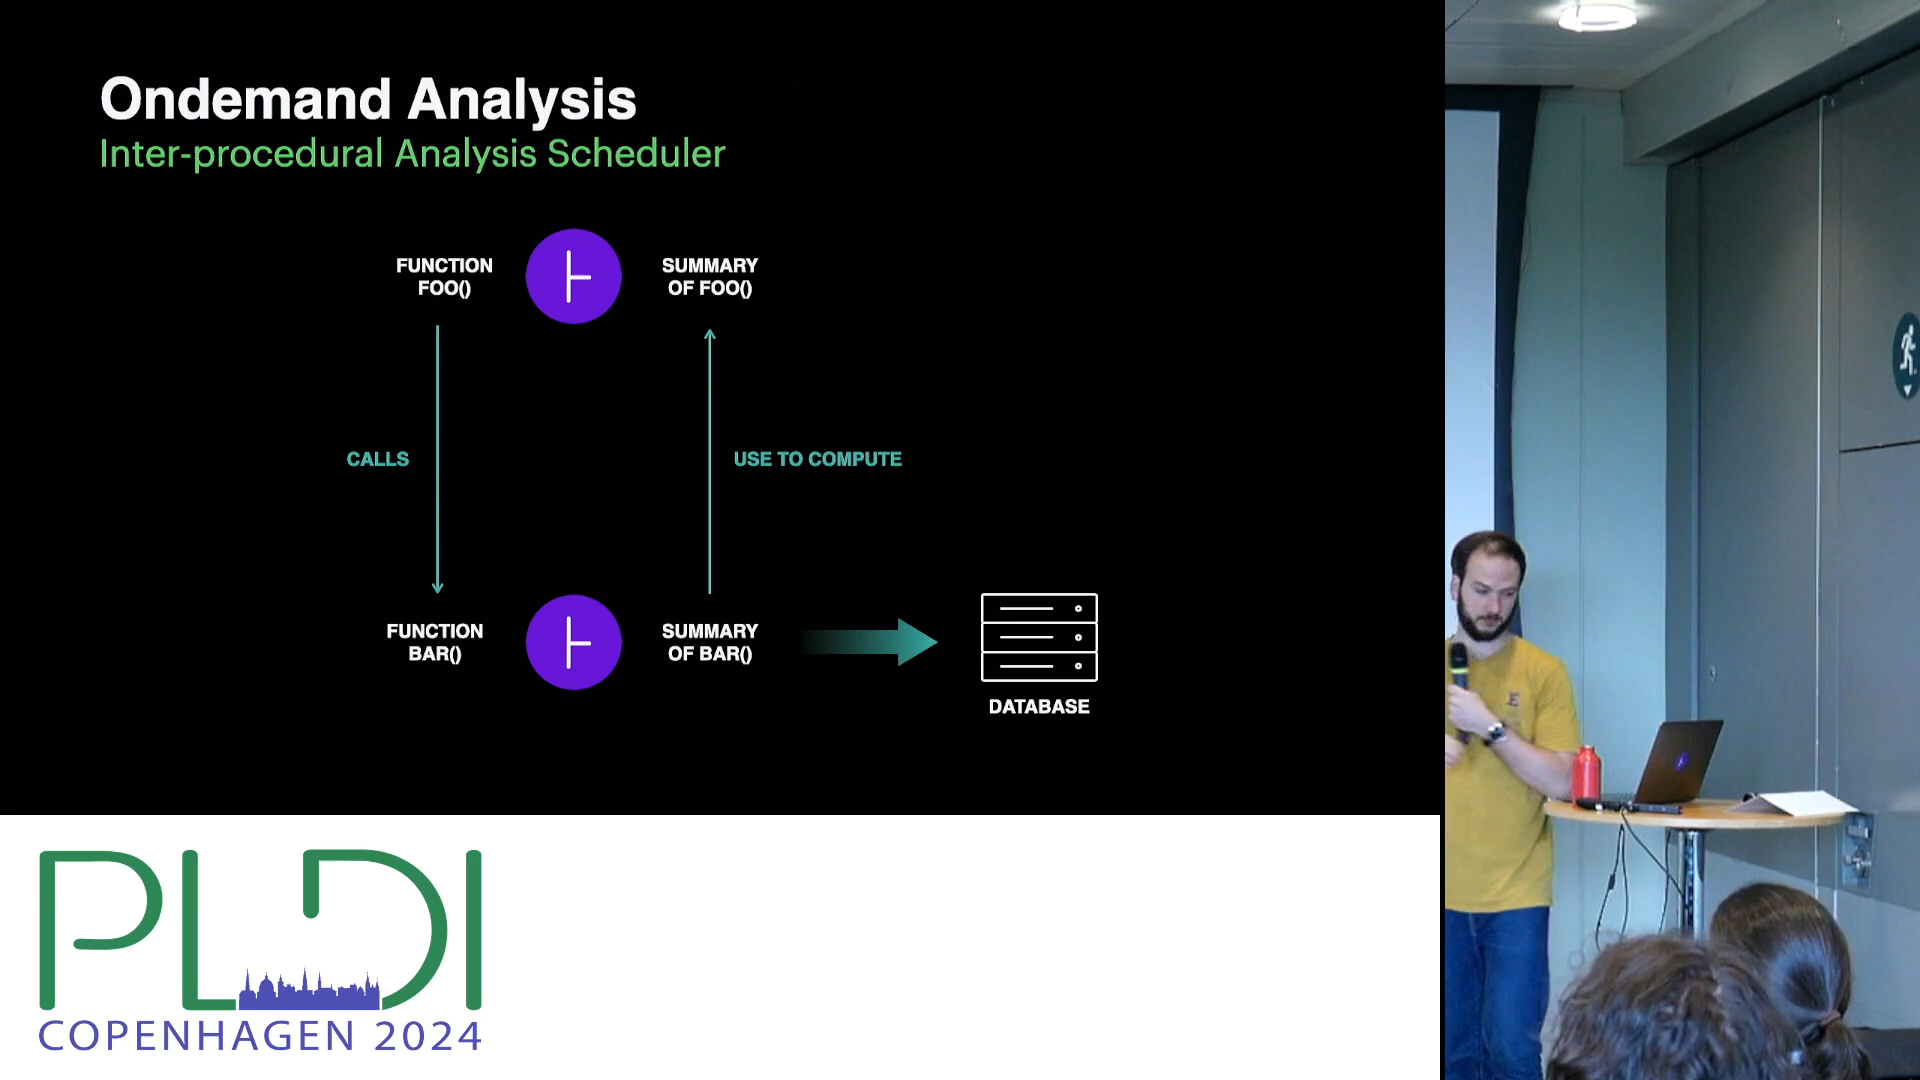 Ondemand Analysis
Inter-procedural Analysis Scheduler
FUNCTION
FOO()
SUMMARY
OF FOO()
CALLS
USE TO COMPUTE
FUNCTION
BAR()
SUMMARY
OF BAR()
DATABASE
PLDI
COPENHAGEN 2024